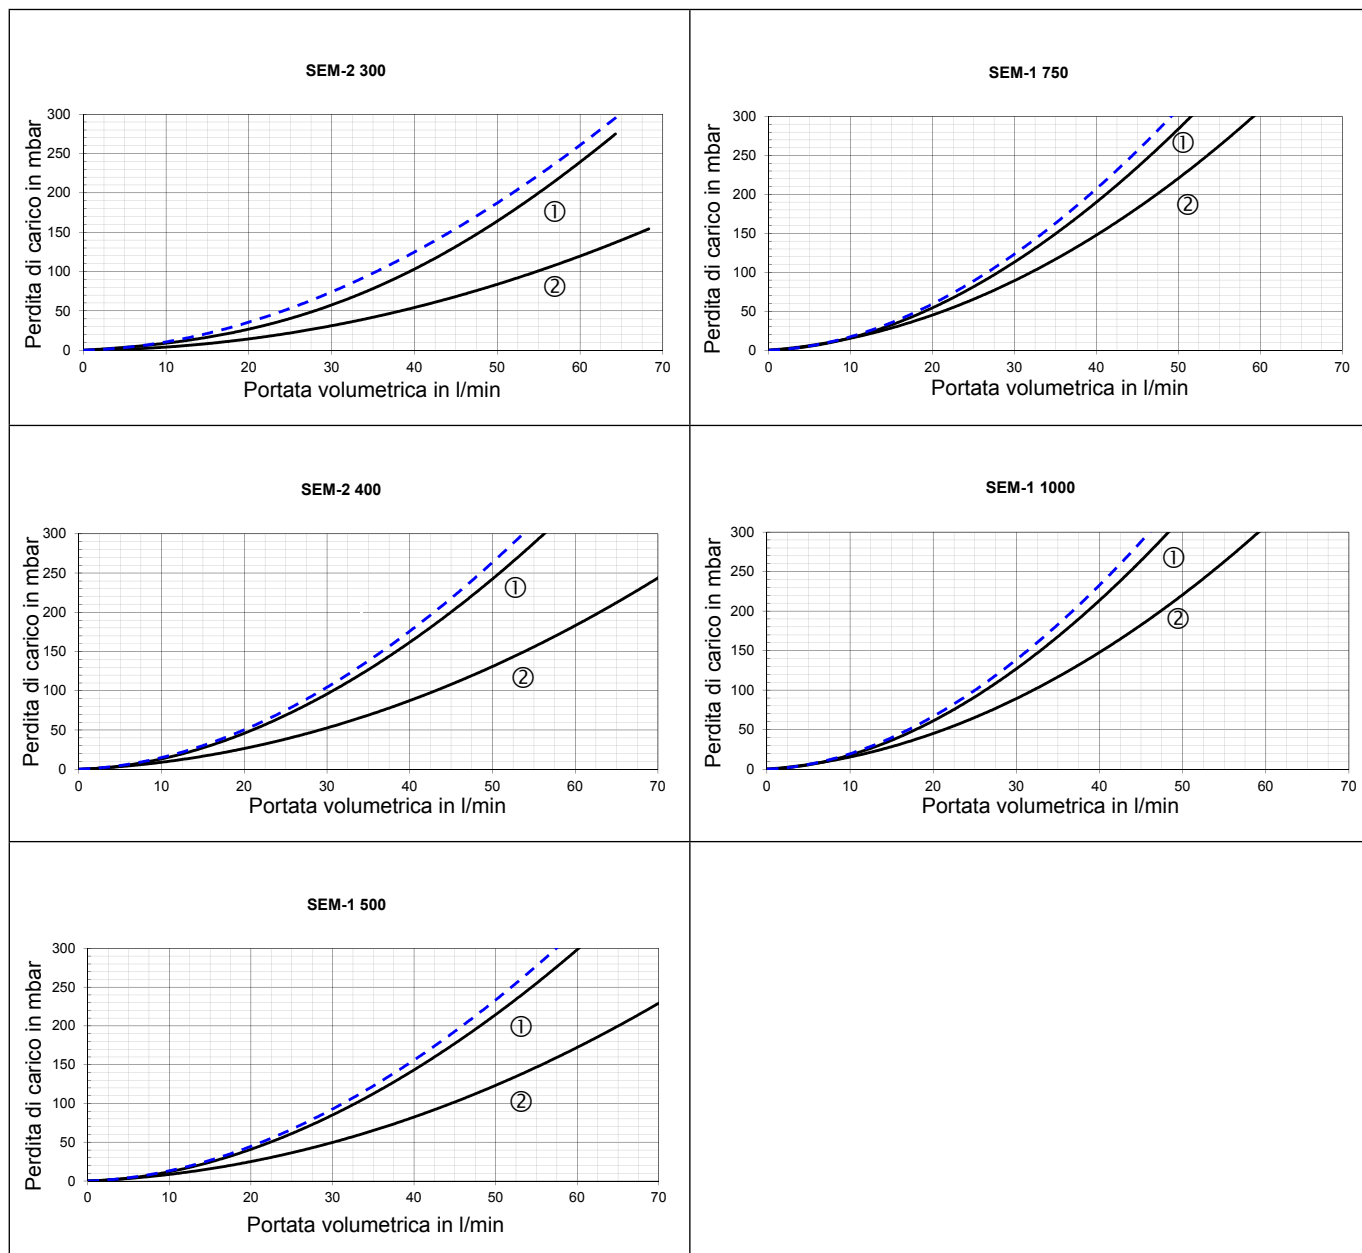 SEM-2 300
Perdita di carico in mbar
300
250
200
150
100
50
0
①
②
0 10 20 30 40 50 60 70
Portata volumetrica in l/min
SEM-1 750
Perdita di carico in mbar
300
250
200
150
100
50
0
①
②
0 10 20 30 40 50 60 70
Portata volumetrica in l/min
SEM-2 400
Perdita di carico in mbar
300
250
200
150
100
50
0
①
②
0 10 20 30 40 50 60 70
Portata volumetrica in l/min
SEM-1 1000
Perdita di carico in mbar
300
250
200
150
100
50
0
①
②
0 10 20 30 40 50 60 70
Portata volumetrica in l/min
SEM-1 500
Perdita di carico in mbar
300
250
200
150
100
50
0
①
②
0 10 20 30 40 50 60 70
Portata volumetrica in l/min